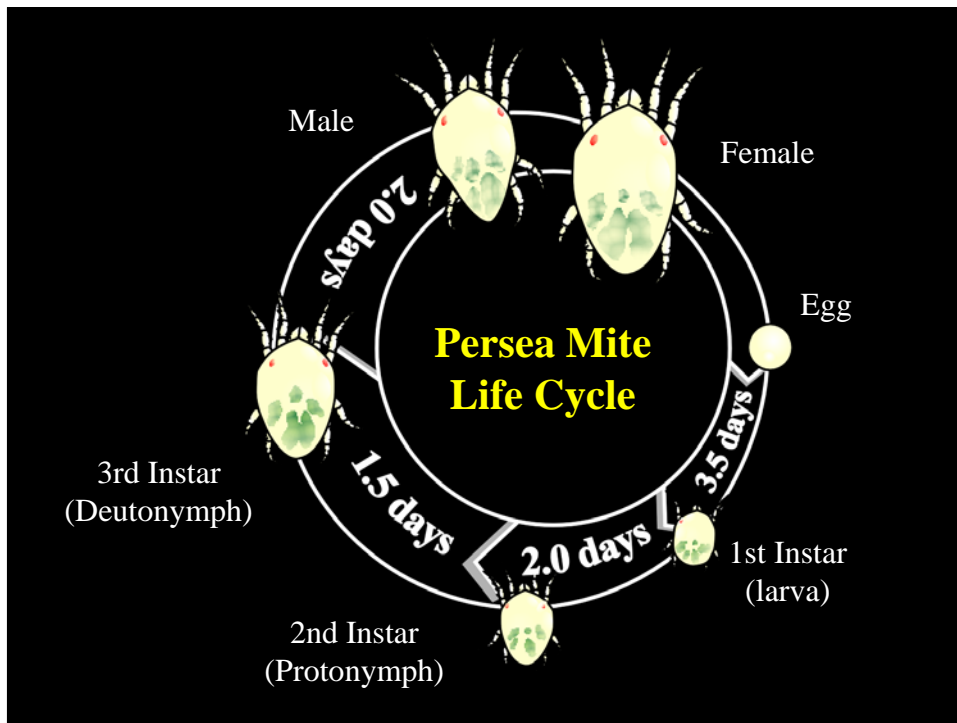 Male
Female
2.0 days
Egg
Persea Mite
Life Cycle
3.5 days
3rd Instar
(Deutonymph)
1.5 days
2.0 days
1st Instar
(larva)
2nd Instar
(Protonymph)